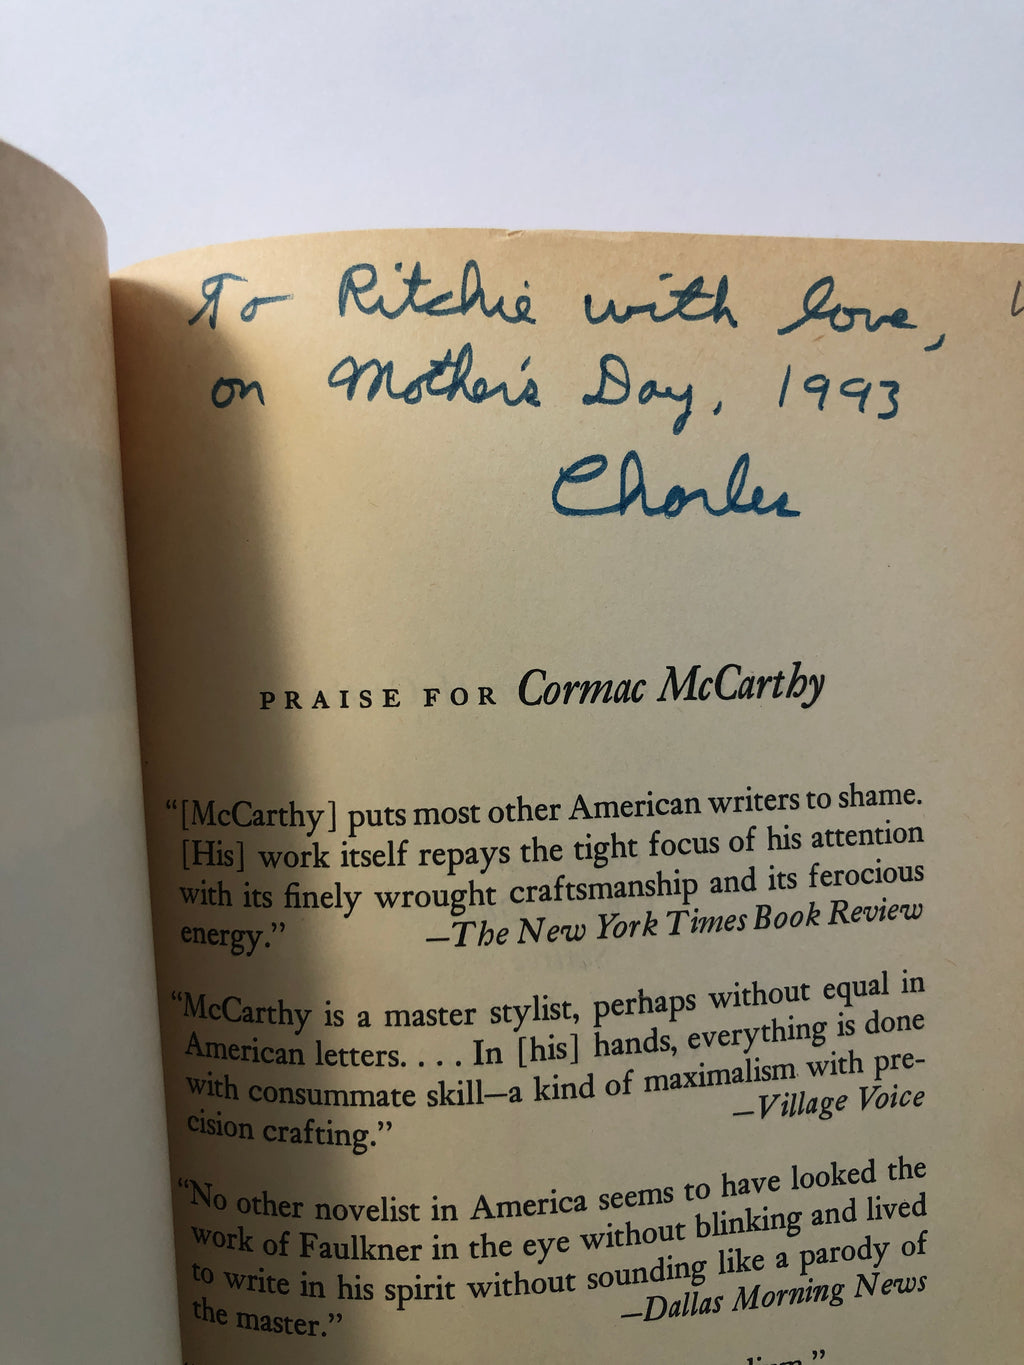 To Ritchie with love,
on Mother's Day, 1993
Charles
PRAISE FOR Cormac McCarthy
“[McCarthy] puts most other American writers to shame.
[His] work itself repays the tight focus of his attention
with its finely wrought craftsmanship and its ferocious
energy.” —The New York Times Book Review
“McCarthy is a master stylist, perhaps without equal in
American letters. . . . In [his] hands, everything is done
with consummate skill—a kind of maximalism with pre-
cision crafting.” —Village Voice
“No other novelist in America seems to have looked the
work of Faulkner in the eye without blinking and lived
to write in his spirit without sounding like a parody of
the master.” —Dallas Morning News